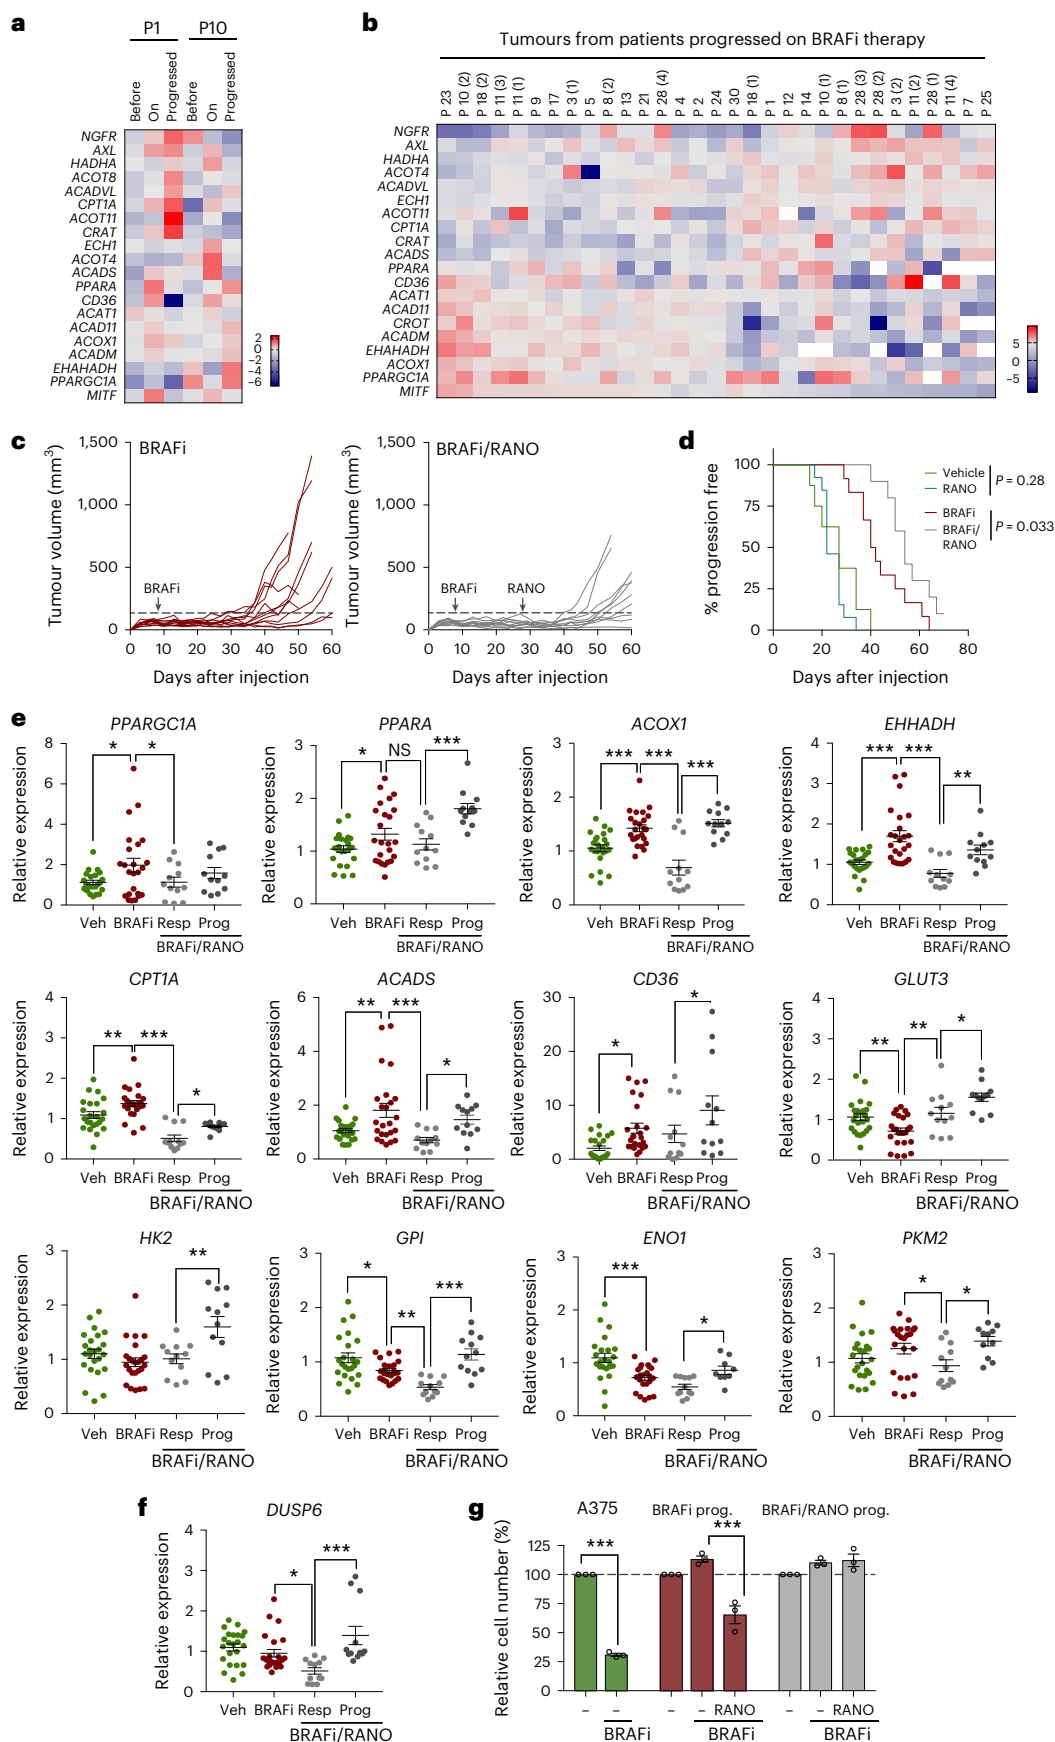 a
P1 P10
Before
On
Progressed
Before
On
Progressed
NGFR
AXL
HADHA
ACOT8
ACADVL
CPT1A
ACOT11
CRAT
ECH1
ACOT4
ACADS
PPARA
CD36
ACAT1
ACAD11
ACOX1
ACADM
EHHADH
PPARGC1A
MITF
2
0
−2
−4
−6
b
Tumours from patients progressed on BRAFi therapy
P 23
P 10 (2)
P 18 (2)
P 11 (3)
P 11 (1)
P 9
P 17
P 3 (1)
P 5
P 8 (2)
P 13
P 21
P 28 (4)
P 4
P 2
P 24
P 30
P 18 (1)
P 1
P 12
P 14
P 10 (1)
P 8 (1)
P 28 (3)
P 28 (2)
P 3 (2)
P 11 (2)
P 28 (1)
P 11 (4)
P 7
P 25
NGFR
AXL
HADHA
ACOT4
ACADVL
ECH1
ACOT11
CPT1A
CRAT
ACADS
PPARA
CD36
ACAT1
ACAD11
CROT
ACADM
EHAHADH
ACOX1
PPARGC1A
MITF
5
0
−5
c
Tumour volume (mm3)
1,500
1,000
500
0
BRAFi
BRAFi
0 10 20 30 40 50 60
Days after injection
Tumour volume (mm3)
1,500
1,000
500
0
BRAFi/RANO
BRAFi
RANO
0 10 20 30 40 50 60
Days after injection
d
% progression free
100
75
50
25
0
0 20 40 60 80
Days after injection
Vehicle
RANO
P = 0.28
BRAFi
BRAFi/
RANO
P = 0.033
e
PPARGC1A
Relative expression
8
6
4
2
0
* *
Veh BRAFi Resp Prog
BRAFi/RANO
PPARA
Relative expression
3
2
1
0
* NS ***
Veh BRAFi Resp Prog
BRAFi/RANO
ACOX1
Relative expression
3
2
1
0
*** *** ***
Veh BRAFi Resp Prog
BRAFi/RANO
EHHADH
Relative expression
4
3
2
1
0
*** *** **
Veh BRAFi Resp Prog
BRAFi/RANO
CPT1A
Relative expression
4
3
2
1
0
** *** *
Veh BRAFi Resp Prog
BRAFi/RANO
ACADS
Relative expression
6
4
2
0
** *** *
Veh BRAFi Resp Prog
BRAFi/RANO
CD36
Relative expression
30
20
10
0
* *
Veh BRAFi Resp Prog
BRAFi/RANO
GLUT3
Relative expression
4
3
2
1
0
** ** *
Veh BRAFi Resp Prog
BRAFi/RANO
HK2
Relative expression
3
2
1
0
**
Veh BRAFi Resp Prog
BRAFi/RANO
GPI
Relative expression
3
2
1
0
* ** ***
Veh BRAFi Resp Prog
BRAFi/RANO
ENO1
Relative expression
3
2
1
0
*** *
Veh BRAFi Resp Prog
BRAFi/RANO
PKM2
Relative expression
3
2
1
0
* *
Veh BRAFi Resp Prog
BRAFi/RANO
f
DUSP6
Relative expression
4
3
2
1
0
* ***
Veh BRAFi Resp Prog
BRAFi/RANO
g
Relative cell number (%)
A375 BRAFi prog. BRAFi/RANO prog.
125
100
75
50
25
0
*** ***
– – – – RANO – – RANO
BRAFi BRAFi BRAFi